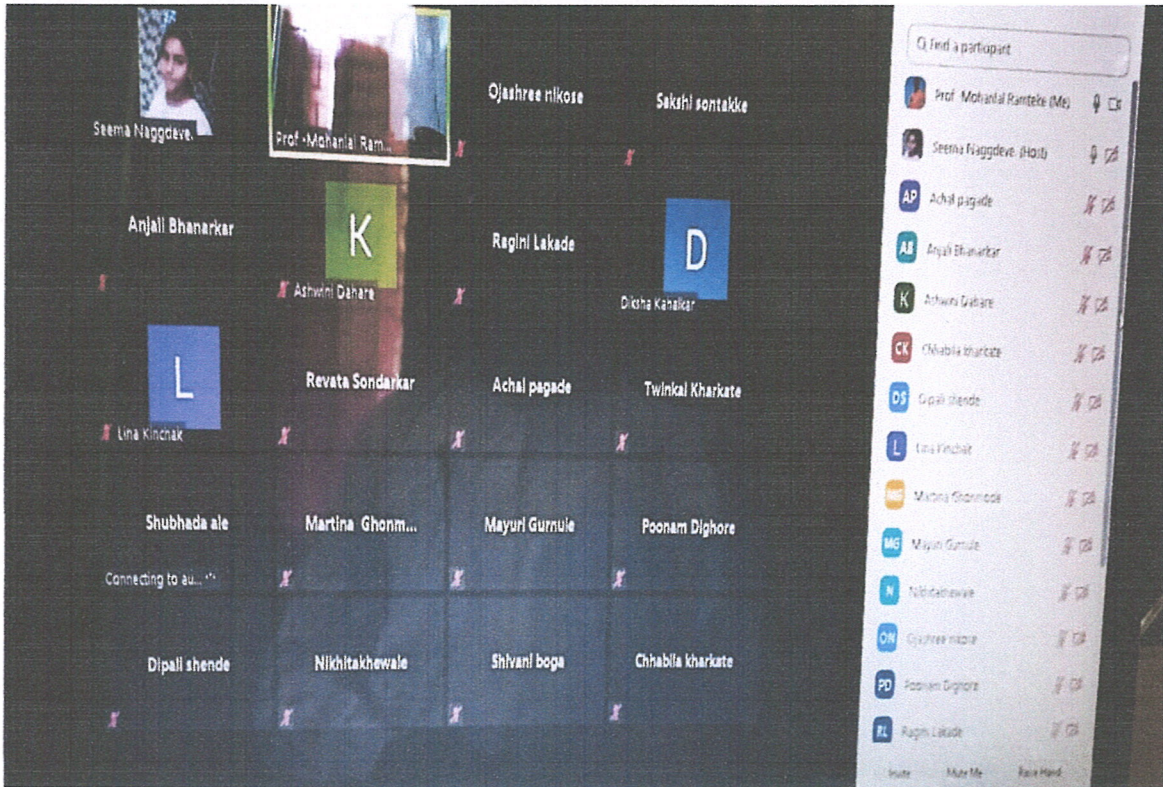 Seema Naggdeve.
Prof -Mohanlal Ram...
Ojashree nikose
Sakshi sontakke
Anjali Bhanarkar
K
Ashwini Dahare
Ragini Lakade
D
Diksha Kahalkar
L
Lina Kinchak
Revata Sondarkar
Achal pagade
Twinkal Kharkate
Shubhada ale
Connecting to au...
Martina Ghonm...
Mayuri Gurnule
Poonam Dighore
Dipali shende
Nikhitakhewale
Shivani boga
Chhabila kharkate
Find a participant
Prof -Mohanlal Ramteke (Me)
Seema Naggdeve. (Host)
AP Achal pagade
AB Anjali Bhanarkar
K Ashwini Dahare
CK Chhabila kharkate
DS Dipali shende
L Lina Kinchak
MG Martina Ghonmode
MG Mayuri Gurnule
N Nikhitakhewale
ON Ojashree nikose
PD Poonam Dighore
RL Ragini Lakade
Invite Mute Me Raise Hand